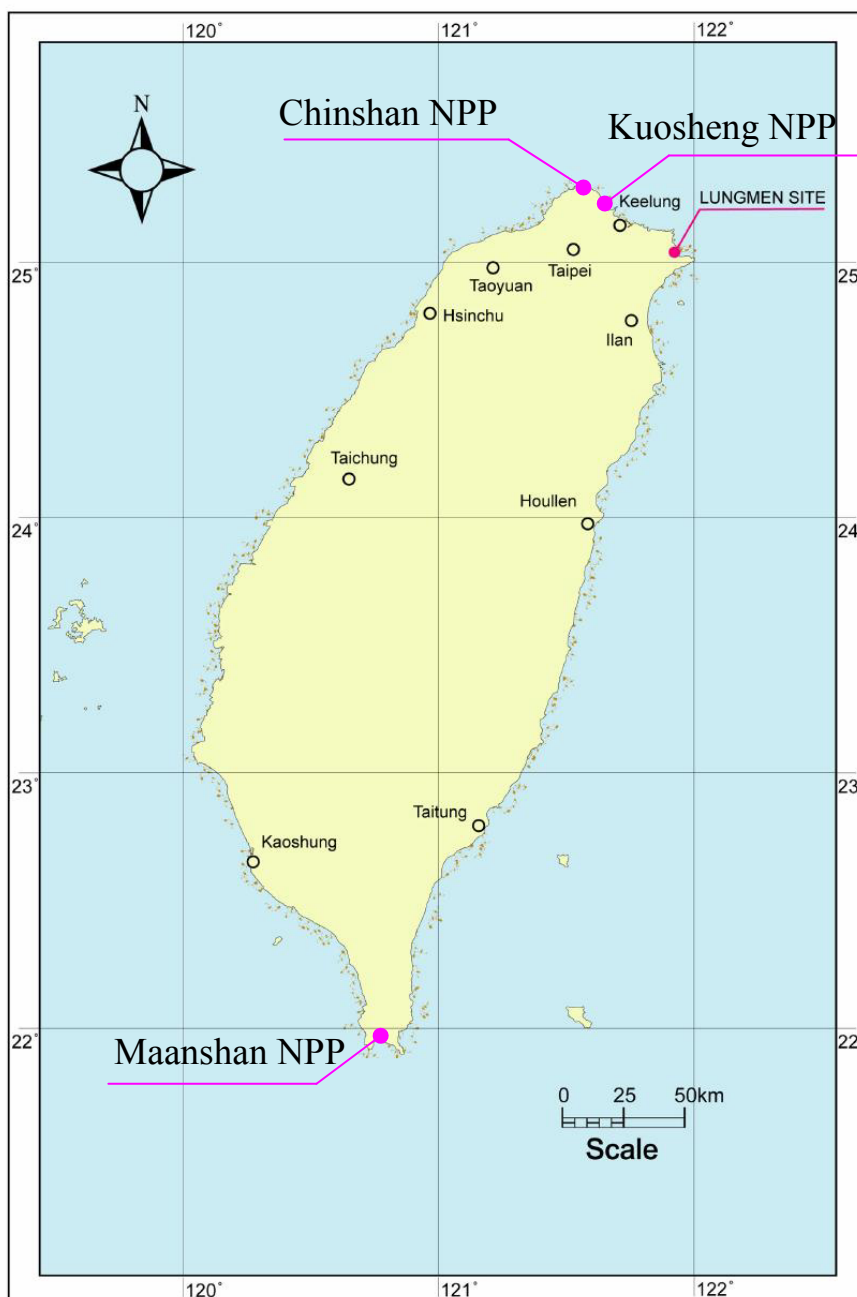 120°
121°
122°
N
Chinshan NPP
Kuosheng NPP
Keelung
LUNGMEN SITE
25°
25
Taipei
Taoyuan
Hsinchu
Ilan
Taichung
Houllen
24°
24
23°
23
Taitung
Kaoshung
22°
22
Maanshan NPP
0 25 50km
Scale
120°
121°
122°